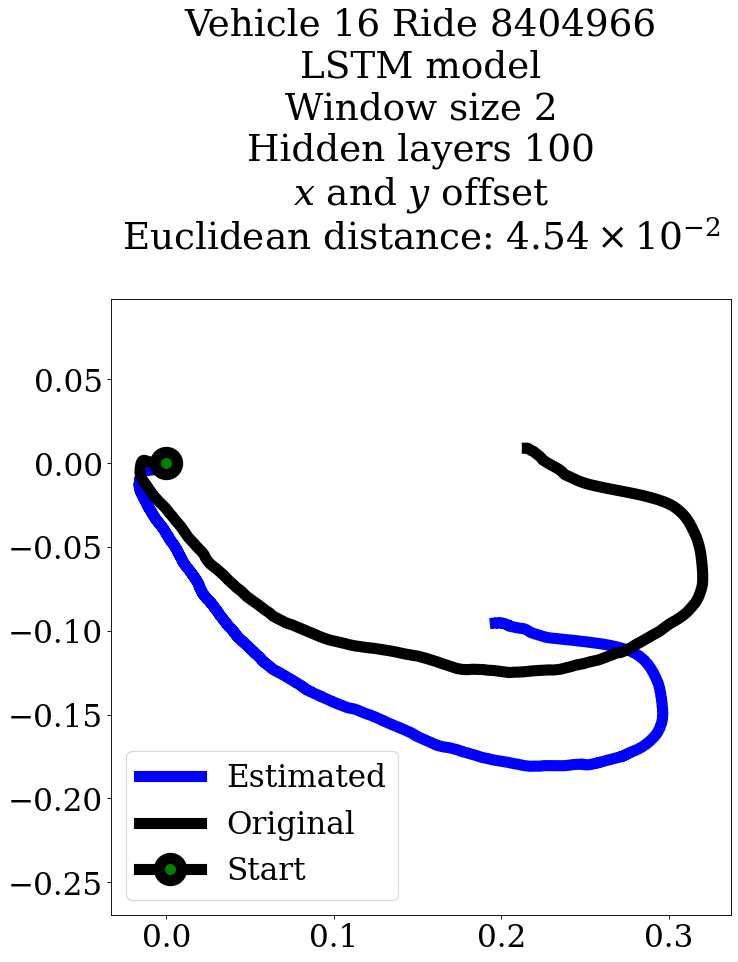 Vehicle 16 Ride 8404966
LSTM model
Window size 2
Hidden layers 100
x and y offset
Euclidean distance: 4.54 × 10⁻²
0.05
0.00
−0.05
−0.10
−0.15
−0.20
−0.25
Estimated
Original
Start
0.0 0.1 0.2 0.3